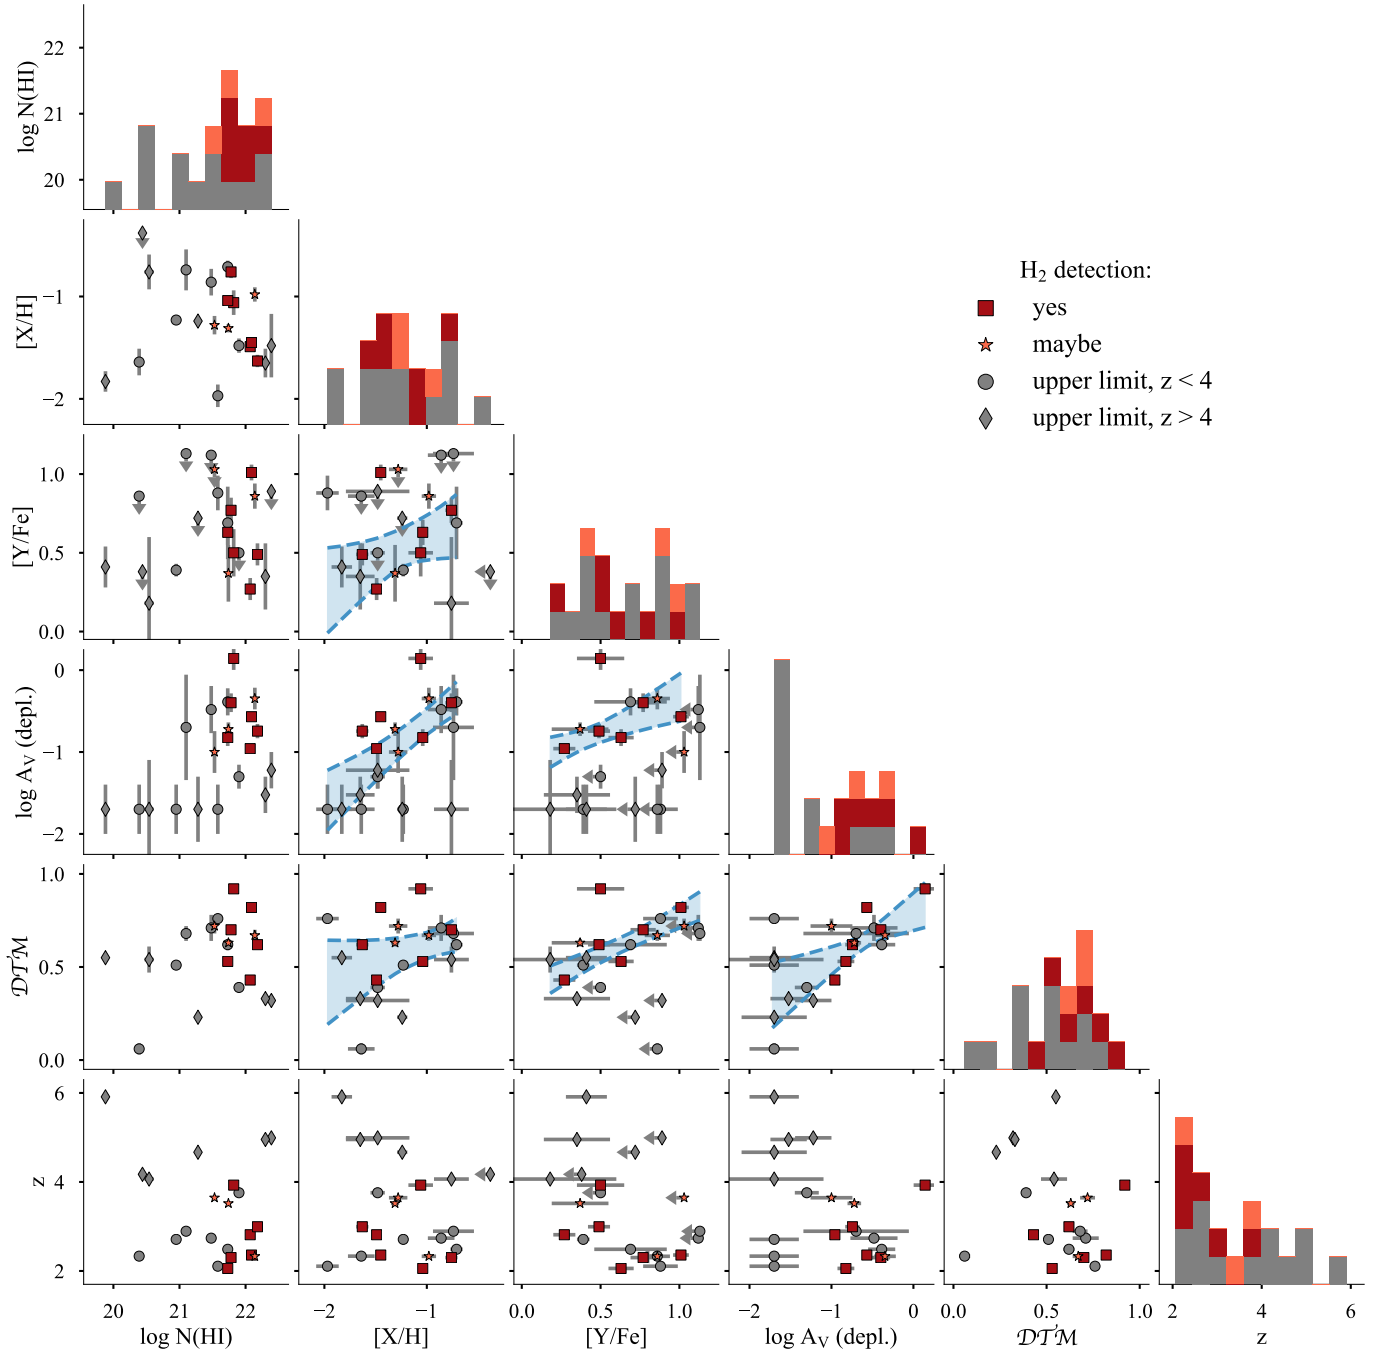 22
21
20
log N(HI)
H2 detection:
yes
maybe
upper limit, z < 4
upper limit, z > 4
−1
−2
[X/H]
1.0
0.5
0.0
[Y/Fe]
0
−1
−2
log AV (depl.)
1.0
0.5
0.0
DTM
6
4
2
z
20 21 22
log N(HI)
−2 −1
[X/H]
0.0 0.5 1.0
[Y/Fe]
−2 −1 0
log AV (depl.)
0.0 0.5 1.0
DTM
2 4 6
z